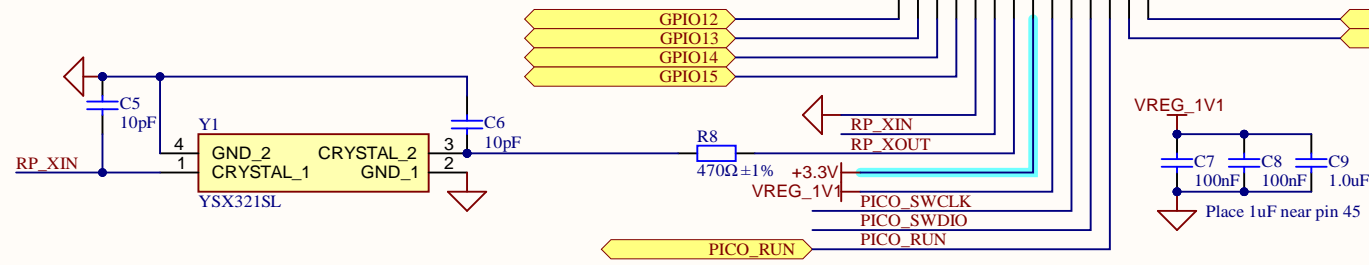 GPIO12
GPIO13
GPIO14
GPIO15
C5
10pF
C6
10pF
Y1
4
1
GND_2
CRYSTAL_1
CRYSTAL_2
GND_1
3
2
YSX321SL
RP_XIN
R8
470Ω±1%
RP_XIN
RP_XOUT
+3.3V
VREG_1V1
PICO_SWCLK
PICO_SWDIO
PICO_RUN
PICO_RUN
VREG_1V1
C7
100nF
C8
100nF
C9
1.0uF
Place 1uF near pin 45